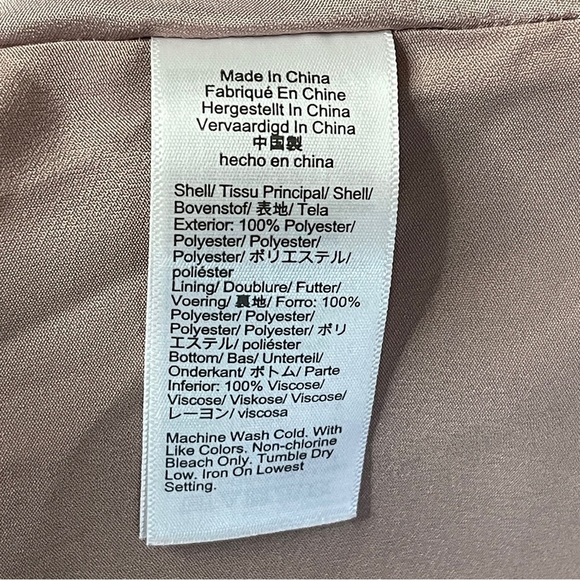 Made In China
Fabriqué En Chine
Hergestellt In China
Vervaardigd In China
中国製
hecho en china
Shell/ Tissu Principal/ Shell/
Bovenstof/ 表地/ Tela
Exterior: 100% Polyester/
Polyester/ Polyester/
Polyester/ ポリエステル/
poliéster
Lining/ Doublure/ Futter/
Voering/ 裏地/ Forro: 100%
Polyester/ Polyester/
Polyester/ Polyester/ ポリ
エステル/ poliéster
Bottom/ Bas/ Unterteil/
Onderkant/ ボトム/ Parte
Inferior: 100% Viscose/
Viscose/ Viskose/ Viscose/
レーヨン/ viscosa
Machine Wash Cold. With
Like Colors. Non-chlorine
Bleach Only. Tumble Dry
Low. Iron On Lowest
Setting.